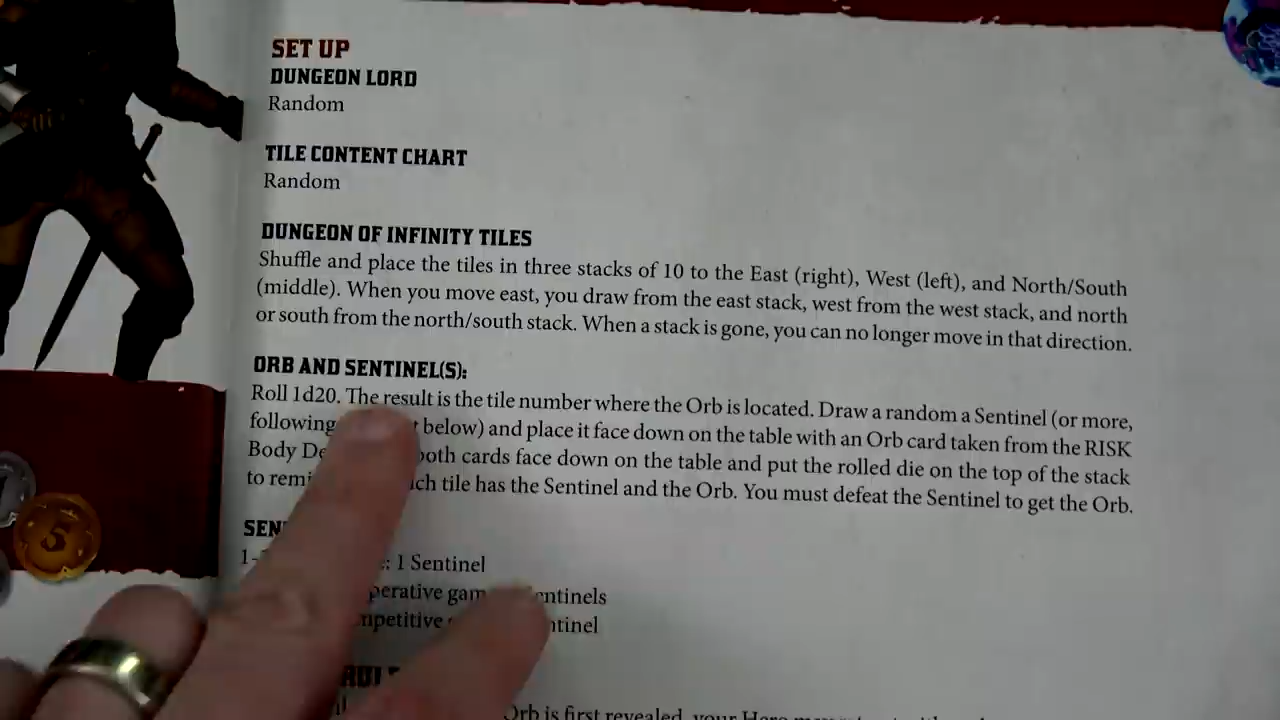 SET UP
DUNGEON LORD
Random
TILE CONTENT CHART
Random
DUNGEON OF INFINITY TILES
Shuffle and place the tiles in three stacks of 10 to the East (right), West (left), and North/South
(middle). When you move east, you draw from the east stack, west from the west stack, and north
or south from the north/south stack. When a stack is gone, you can no longer move in that direction.
ORB AND SENTINEL(S):
Roll 1d20. The result is the tile number where the Orb is located. Draw a random a Sentinel (or more,
following below) and place it face down on the table with an Orb card taken from the RISK
Body both cards face down on the table and put the rolled die on the top of the stack
to tile has the Sentinel and the Orb. You must defeat the Sentinel to get the Orb.
: 1 Sentinel
Orb is first revealed, your Hero
5